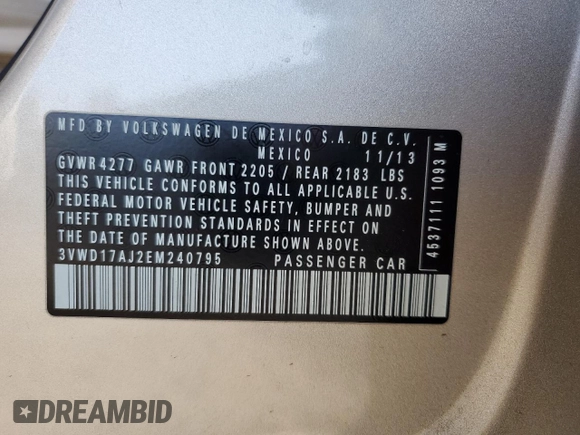 MFD BY VOLKSWAGEN DE MEXICO S.A. DE C.V.
MEXICO 11/13
GVWR 4277 GAWR FRONT 2205 / REAR 2183 LBS
THIS VEHICLE CONFORMS TO ALL APPLICABLE U.S.
FEDERAL MOTOR VEHICLE SAFETY, BUMPER AND
THEFT PREVENTION STANDARDS IN EFFECT ON
THE DATE OF MANUFACTURE SHOWN ABOVE.
3VWD17AJ2EM240795 PASSENGER CAR
45371111 1093 M
DREAMBID